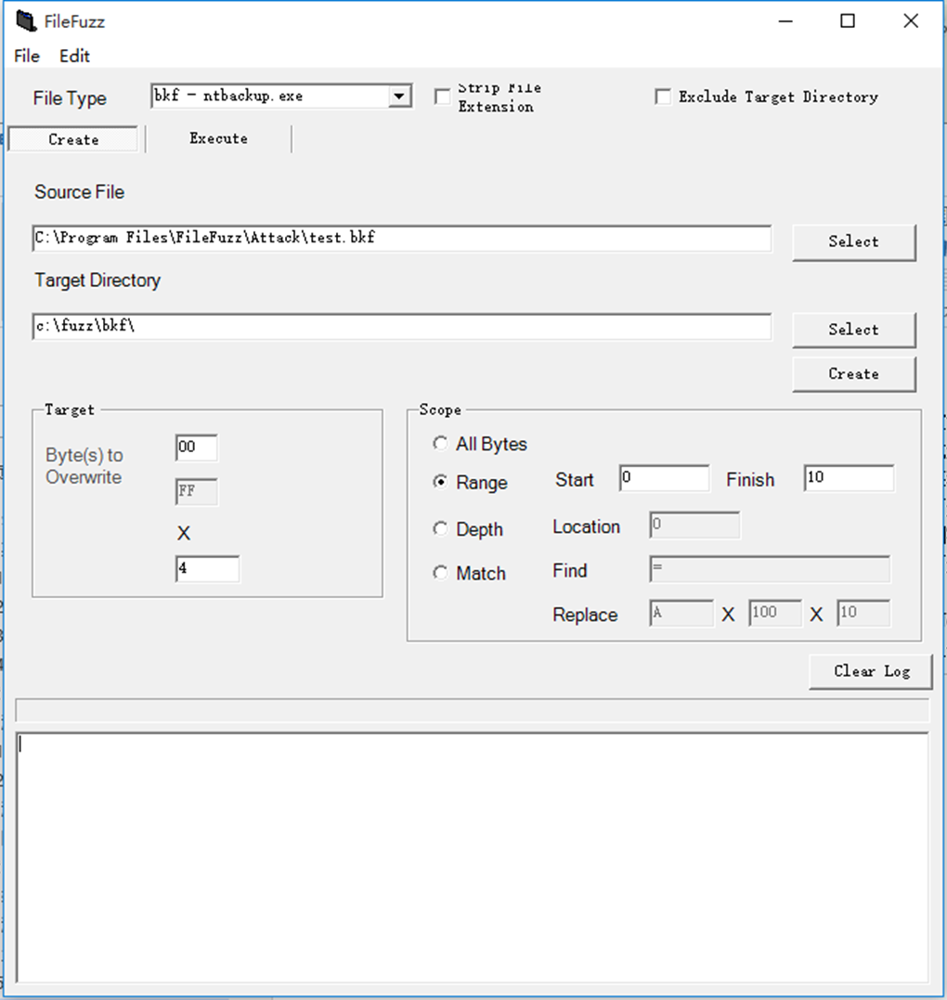 FileFuzz
File Edit
File Type bkf - ntbackup.exe Strip File Extension Exclude Target Directory
Create Execute
Source File
C:\Program Files\FileFuzz\Attack\test.bkf Select
Target Directory
c:\fuzz\bkf\ Select
Create
Target
Byte(s) to Overwrite
00
FF
X
4
Scope
All Bytes
Range Start 0 Finish 10
Depth Location 0
Match Find =
Replace A X 100 X 10
Clear Log